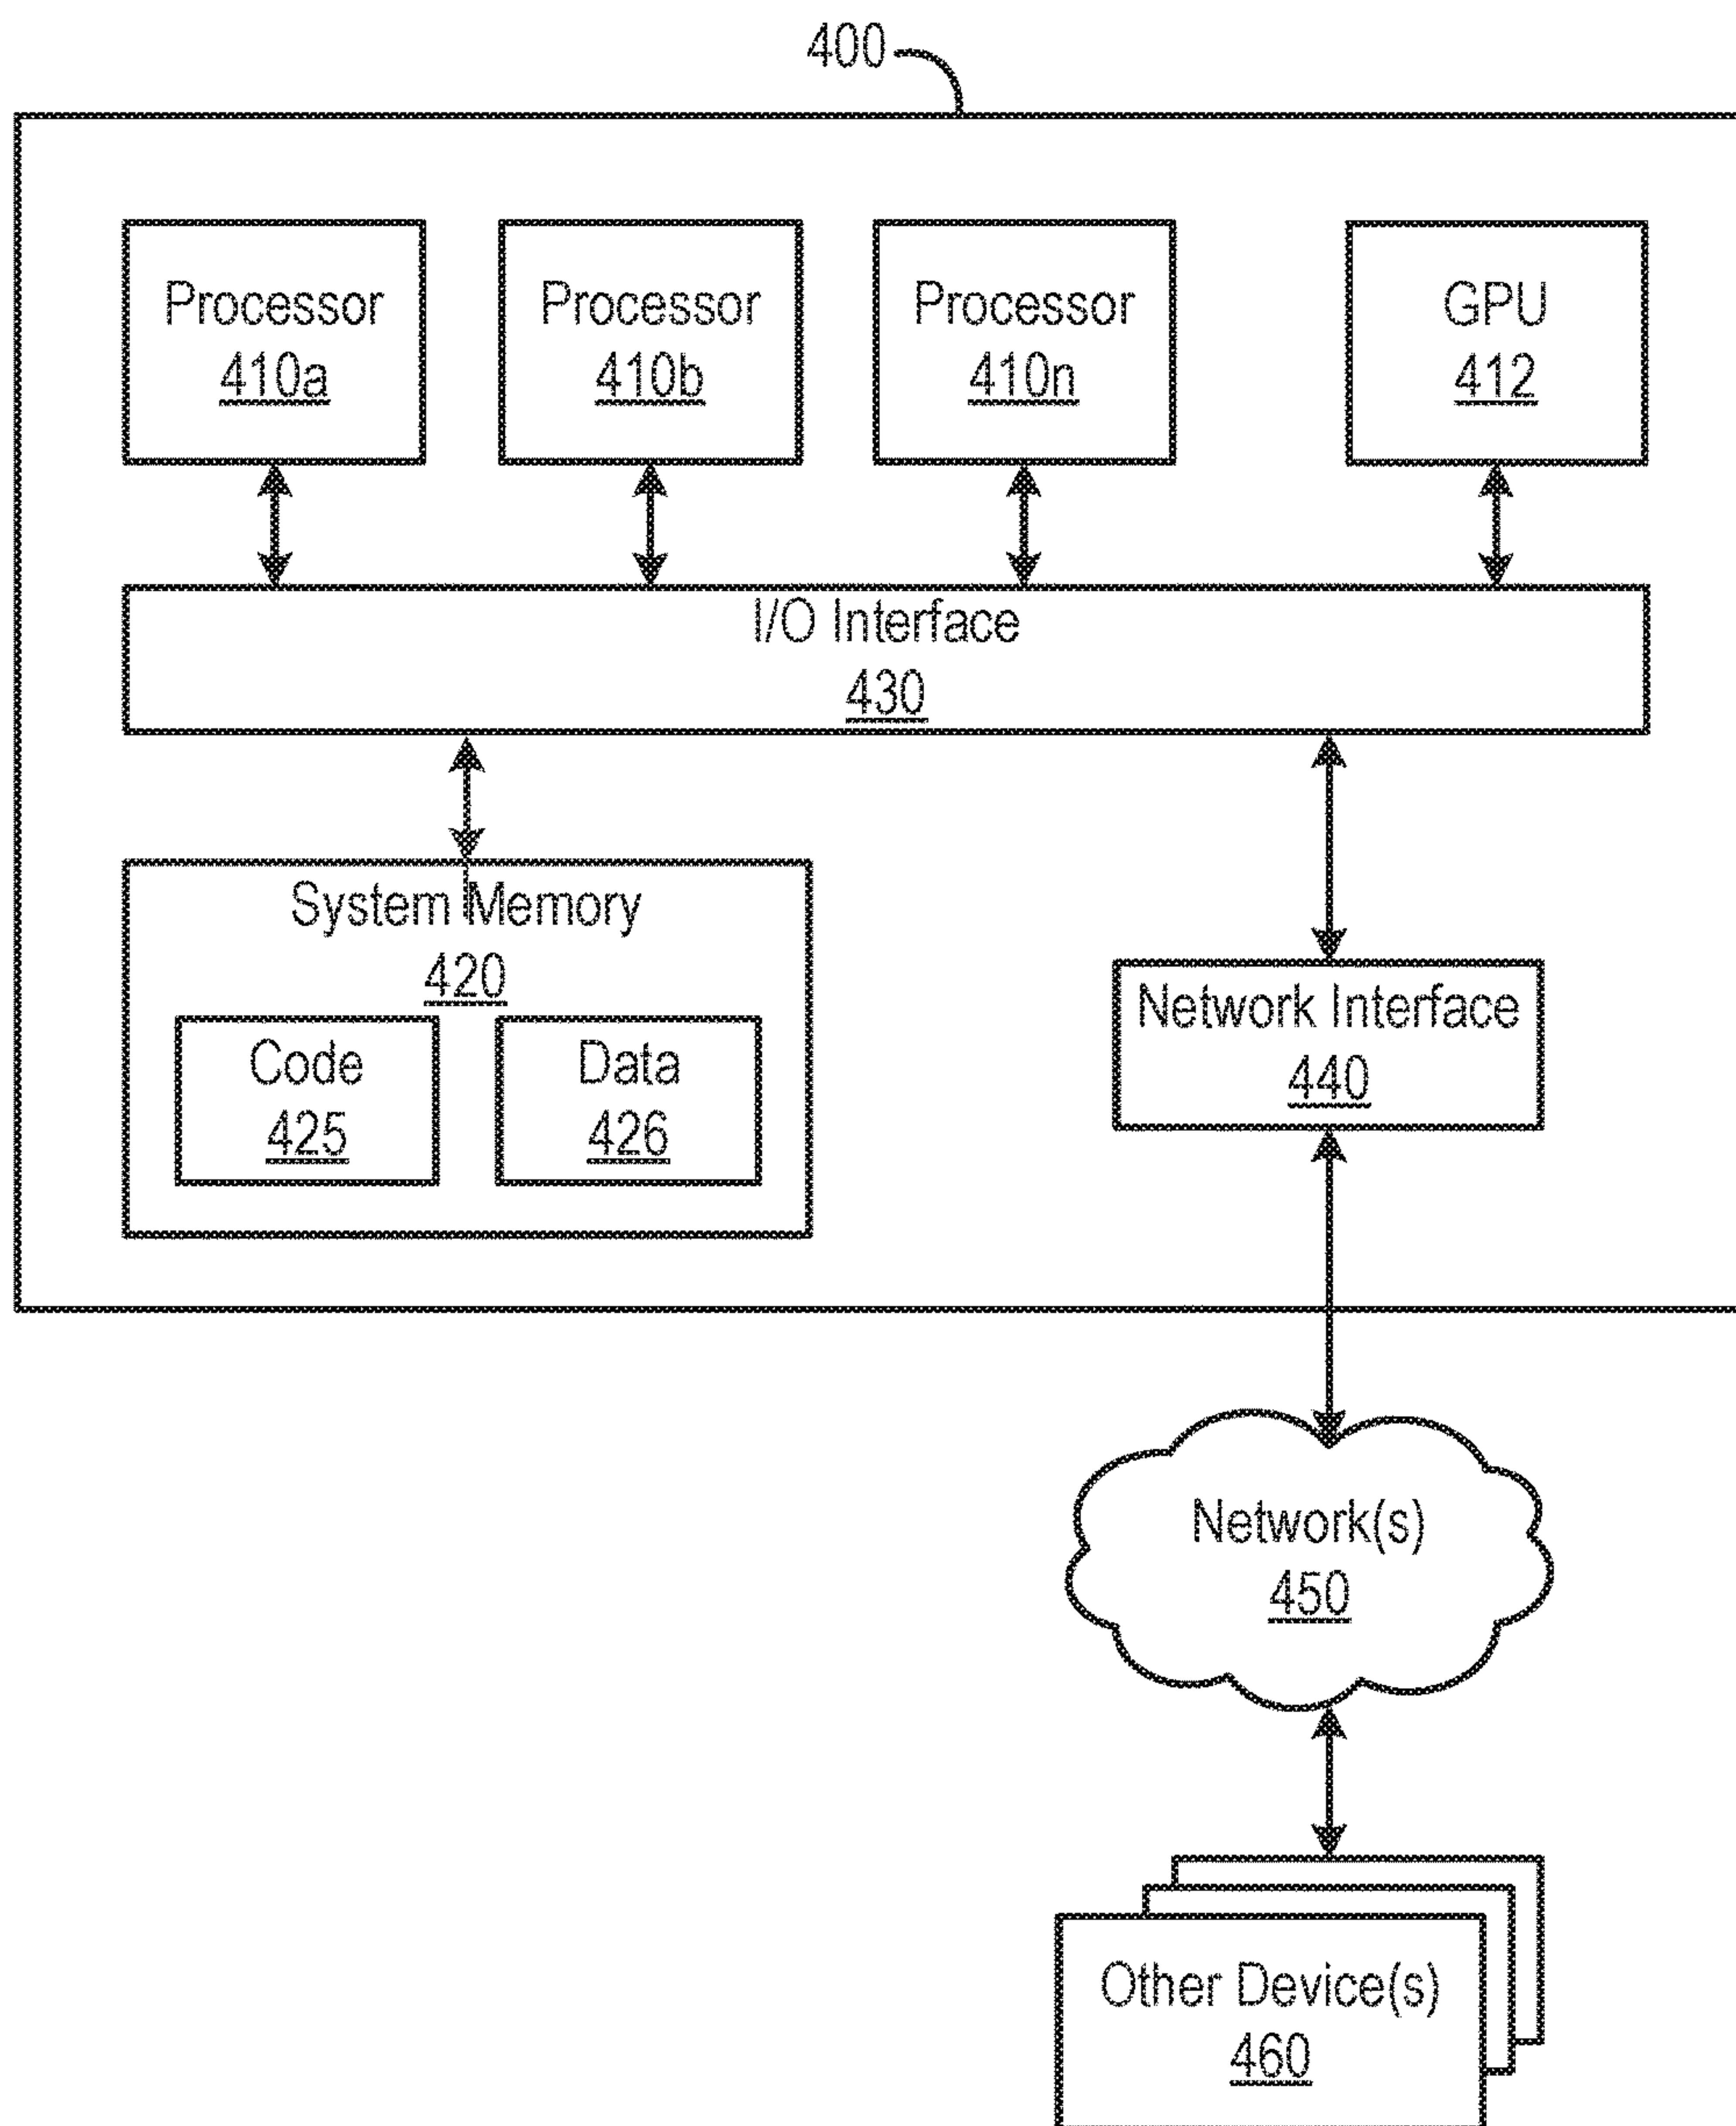 400
Processor
410a
Processor
410b
Processor
410n
GPU
412
I/O Interface
430
System Memory
420
Code
425
Data
426
Network Interface
440
Network(s)
450
Other Device(s)
460